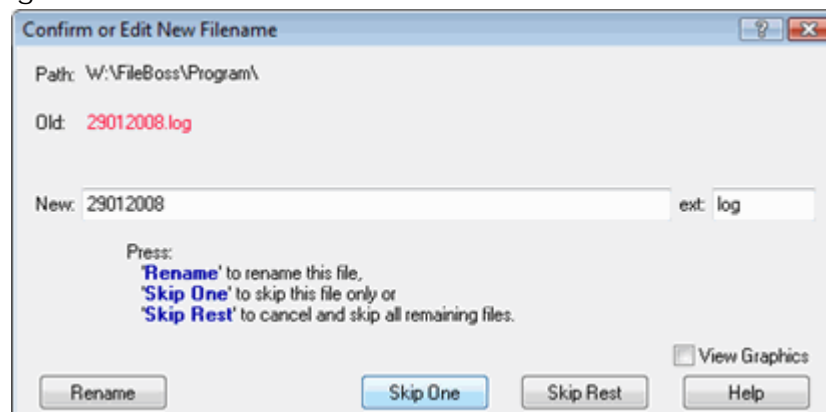 Confirm or Edit New Filename
Path: W:\FileBoss\Program\
Old: 29012008.log
New: 29012008 ext: log
Press:
'Rename' to rename this file,
'Skip One' to skip this file only or
'Skip Rest' to cancel and skip all remaining files.
View Graphics
Rename Skip One Skip Rest Help